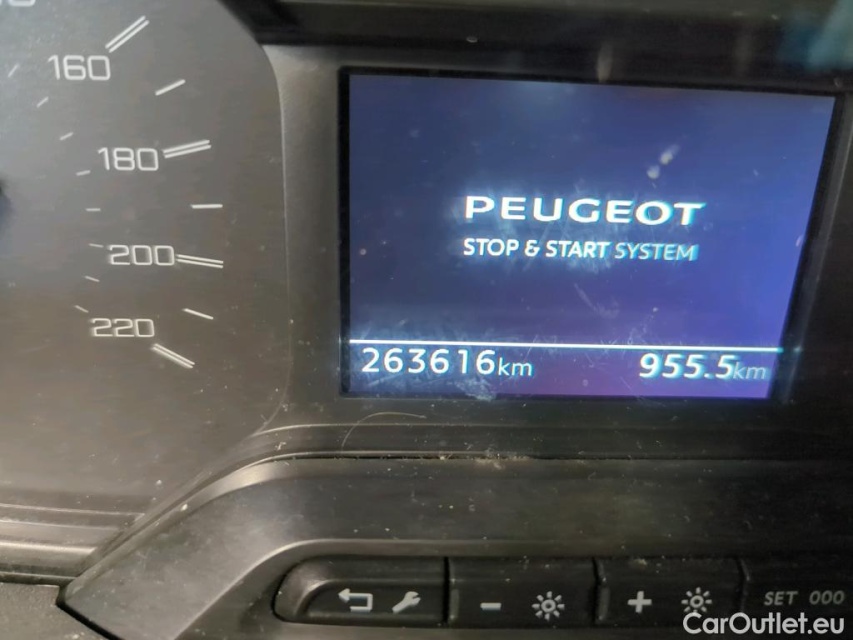 160
180
200
220
PEUGEOT
STOP & START SYSTEM
263616km 955.5km
- + SET 000
CarOutlet.eu